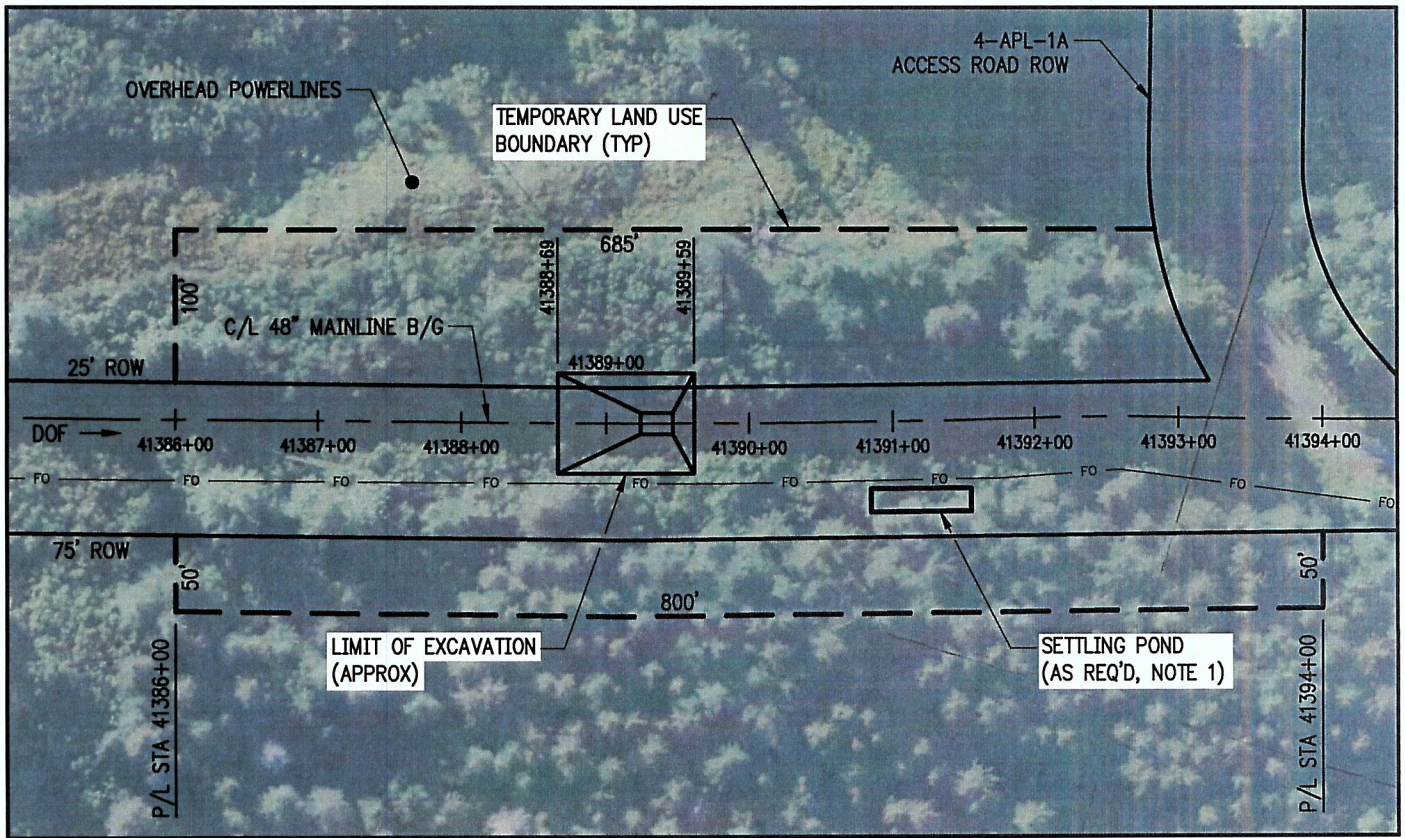 4-APL-1A
ACCESS ROAD ROW
OVERHEAD POWERLINES
TEMPORARY LAND USE
BOUNDARY (TYP)
685'
100'
41388+69
41389+59
C/L 48" MAINLINE B/G
25' ROW
41389+00
DOF
41386+00
41387+00
41388+00
41390+00
41391+00
41392+00
41393+00
41394+00
FO FO FO FO FO FO FO FO FO FO
75' ROW
50'
800'
50'
LIMIT OF EXCAVATION
(APPROX)
SETTLING POND
(AS REQ'D, NOTE 1)
P/L STA 41386+00
P/L STA 41394+00